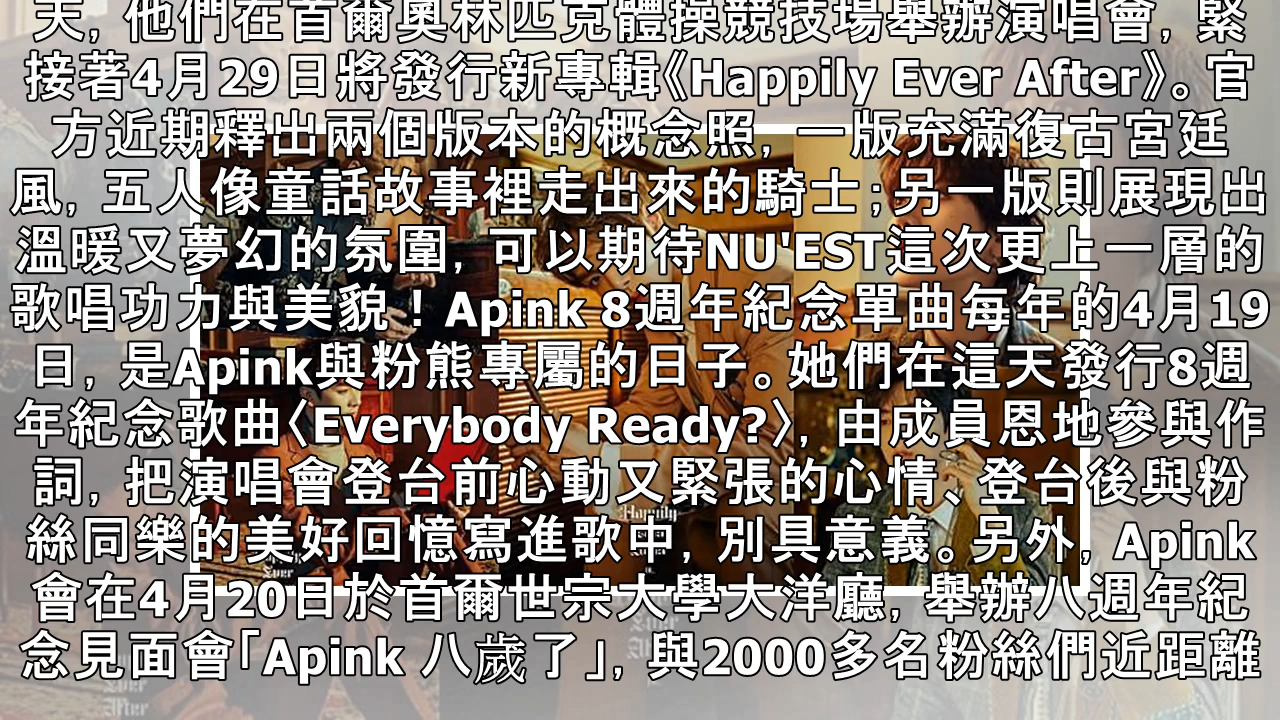 天, 他們在首爾奧林匹克體操競技場舉辦演唱會, 緊
接著4月29日將發行新專輯《Happily Ever After》。官
方近期釋出兩個版本的概念照, 一版充滿復古宮廷
風, 五人像童話故事裡走出來的騎士; 另一版則展現出
溫暖又夢幻的氛圍, 可以期待NU'EST這次更上一層的
歌唱功力與美貌！Apink 8週年紀念單曲每年的4月19
日, 是Apink與粉熊專屬的日子。她們在這天發行8週
年紀念歌曲〈Everybody Ready?〉, 由成員恩地參與作
詞, 把演唱會登台前心動又緊張的心情、登台後與粉
絲同樂的美好回憶寫進歌中, 別具意義。另外, Apink
會在4月20日於首爾世宗大學大洋廳, 舉辦八週年紀
念見面會「Apink 八歲了」, 與2000多名粉絲們近距離
Happily
Ever
Ever
After
Ever
After